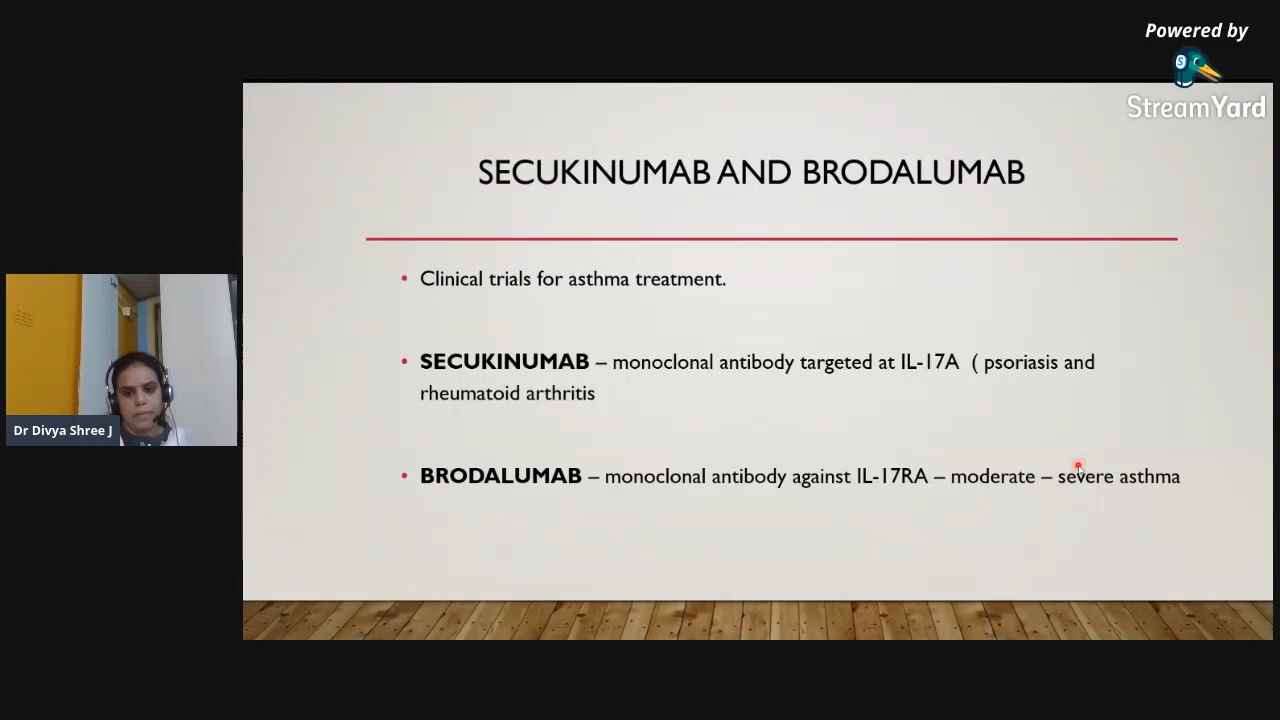 Powered by
StreamYard
SECUKINUMAB AND BRODALUMAB
• Clinical trials for asthma treatment.
• SECUKINUMAB – monoclonal antibody targeted at IL-17A ( psoriasis and
rheumatoid arthritis
• BRODALUMAB – monoclonal antibody against IL-17RA – moderate – severe asthma
Dr Divya Shree J